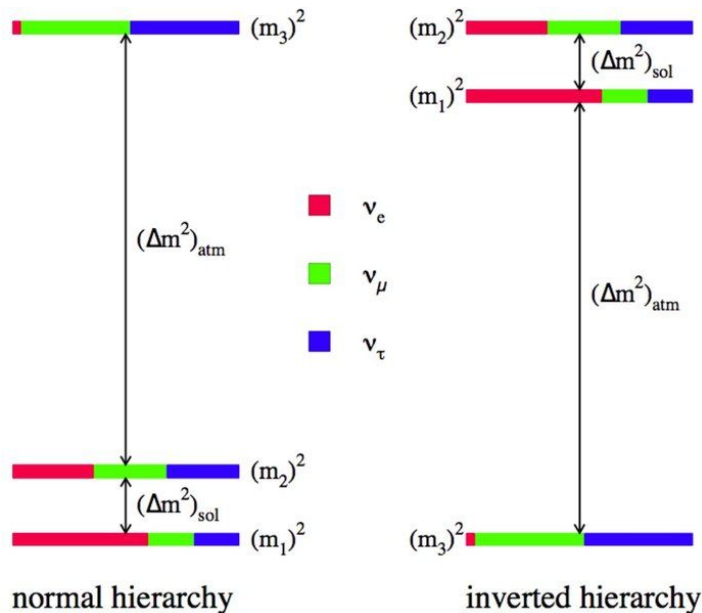 (m₃)²
(m₂)²
(Δm²)sol
(m₁)²
νe
(Δm²)atm
νμ
(Δm²)atm
ντ
(m₂)²
(Δm²)sol
(m₁)²
(m₃)²
normal hierarchy
inverted hierarchy